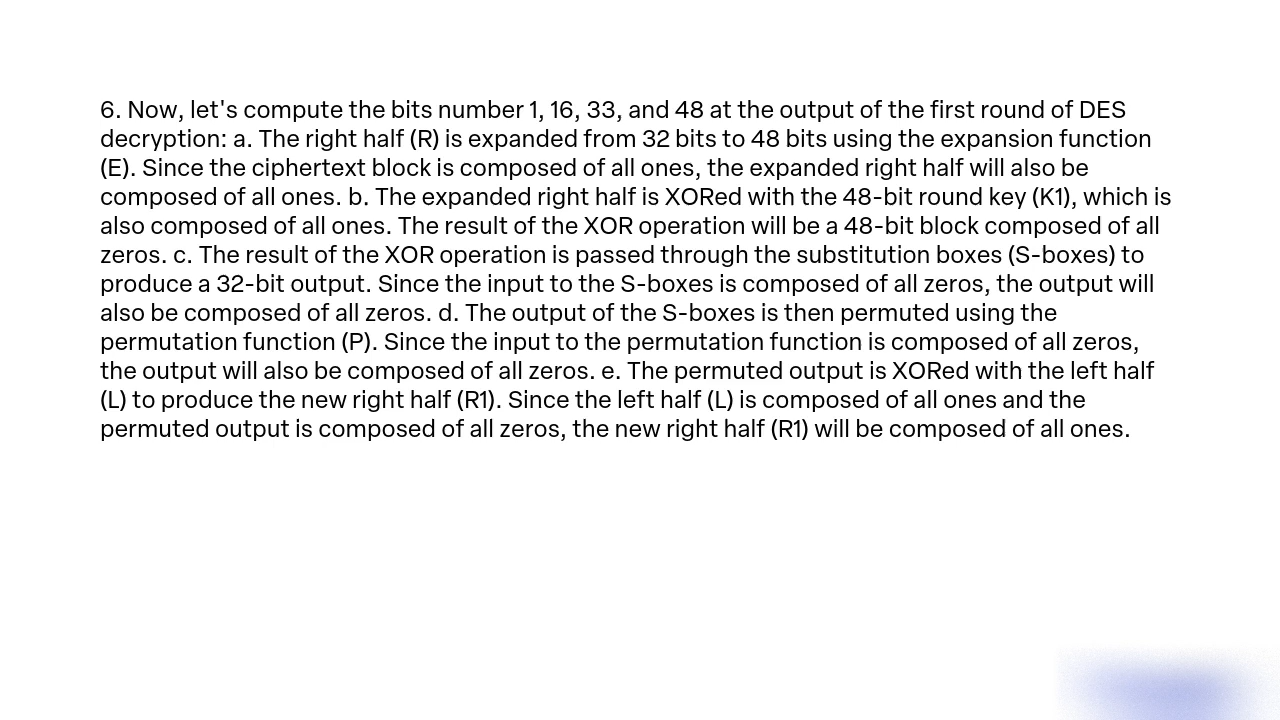 6. Now, let's compute the bits number 1, 16, 33, and 48 at the output of the first round of DES
decryption: a. The right half (R) is expanded from 32 bits to 48 bits using the expansion function
(E). Since the ciphertext block is composed of all ones, the expanded right half will also be
composed of all ones. b. The expanded right half is XORed with the 48-bit round key (K1), which is
also composed of all ones. The result of the XOR operation will be a 48-bit block composed of all
zeros. c. The result of the XOR operation is passed through the substitution boxes (S-boxes) to
produce a 32-bit output. Since the input to the S-boxes is composed of all zeros, the output will
also be composed of all zeros. d. The output of the S-boxes is then permuted using the
permutation function (P). Since the input to the permutation function is composed of all zeros,
the output will also be composed of all zeros. e. The permuted output is XORed with the left half
(L) to produce the new right half (R1). Since the left half (L) is composed of all ones and the
permuted output is composed of all zeros, the new right half (R1) will be composed of all ones.